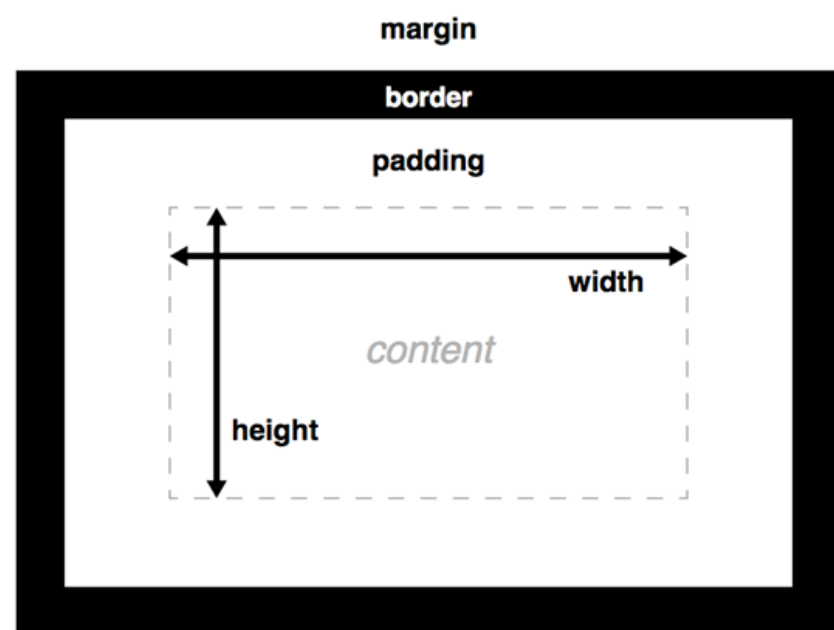 margin
border
padding
width
content
height